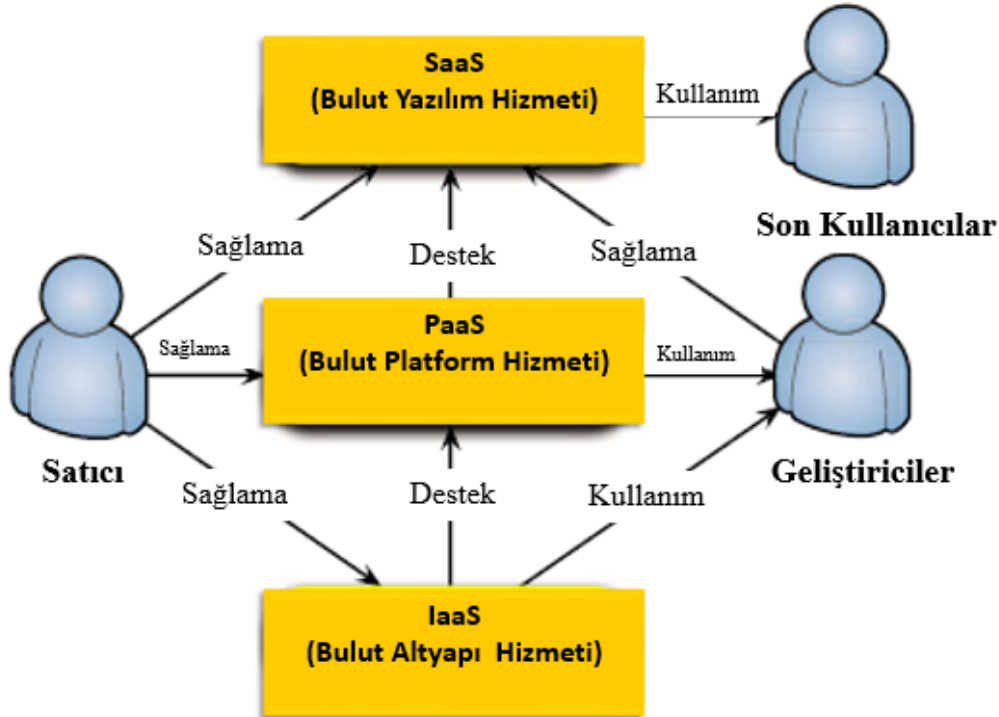 SaaS
(Bulut Yazılım Hizmeti)
Kullanım
Son Kullanıcılar
Sağlama
Destek
Sağlama
PaaS
(Bulut Platform Hizmeti)
Sağlama
Kullanım
Satıcı
Geliştiriciler
Sağlama
Destek
Kullanım
IaaS
(Bulut Altyapı  Hizmeti)